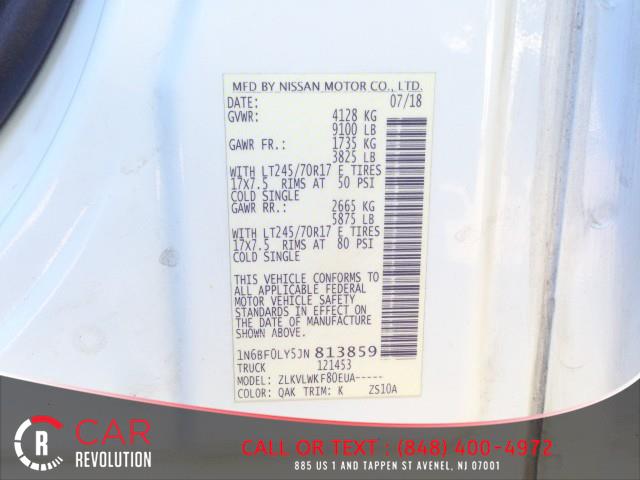 MFD BY NISSAN MOTOR CO., LTD.
DATE: 07/18
GVWR: 4128 KG
9100 LB
GAWR FR.: 1735 KG
3825 LB
WITH LT245/70R17 E TIRES
17X7.5 RIMS AT 50 PSI
COLD SINGLE
GAWR RR.: 2665 KG
5875 LB
WITH LT245/70R17 E TIRES
17X7.5 RIMS AT 80 PSI
COLD SINGLE
THIS VEHICLE CONFORMS TO
ALL APPLICABLE FEDERAL
MOTOR VEHICLE SAFETY
STANDARDS IN EFFECT ON
THE DATE OF MANUFACTURE
SHOWN ABOVE.
1N6BF0LY5JN 813859
TRUCK 121453
MODEL: ZLKVLWKF80EUA-----
COLOR: QAK TRIM: K ZS10A
R CAR
REVOLUTION
CALL OR TEXT : (848) 400-4972
885 US 1 AND TAPPEN ST AVENEL, NJ 07001